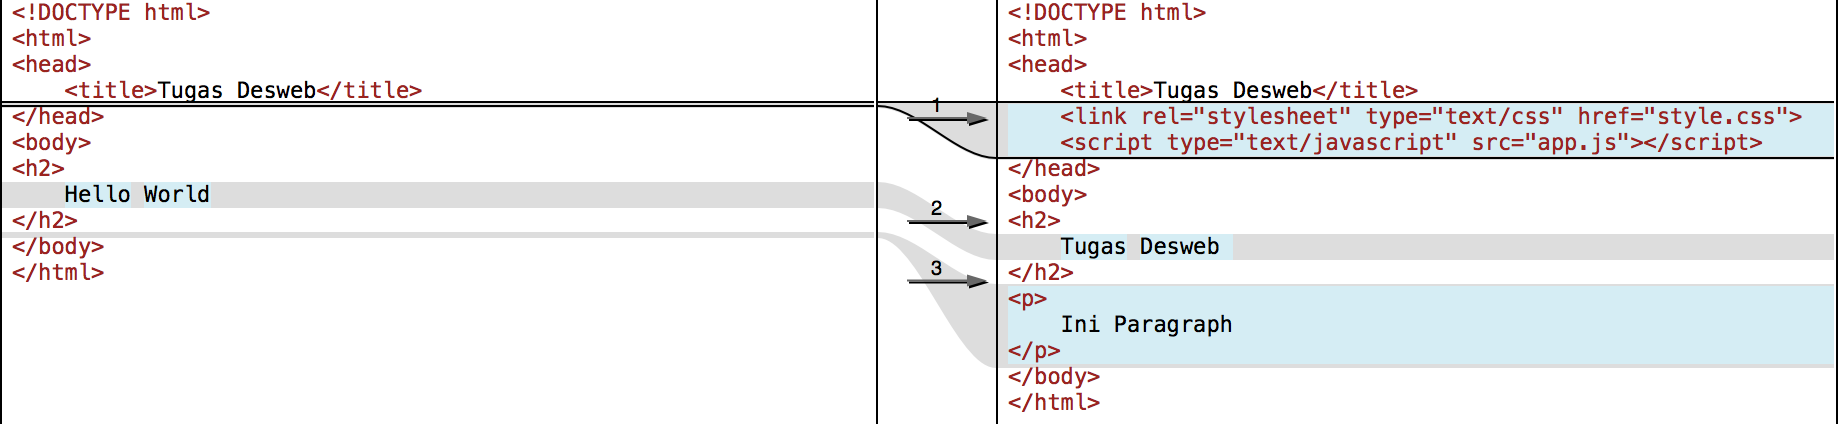 <!DOCTYPE html>
<html>
<head>
    <title>Tugas Desweb</title>
</head>
<body>
<h2>
    Hello World
</h2>
</body>
</html>
1
2
3
<!DOCTYPE html>
<html>
<head>
    <title>Tugas Desweb</title>
    <link rel="stylesheet" type="text/css" href="style.css">
    <script type="text/javascript" src="app.js"></script>
</head>
<body>
<h2>
    Tugas Desweb
</h2>
<p>
    Ini Paragraph
</p>
</body>
</html>